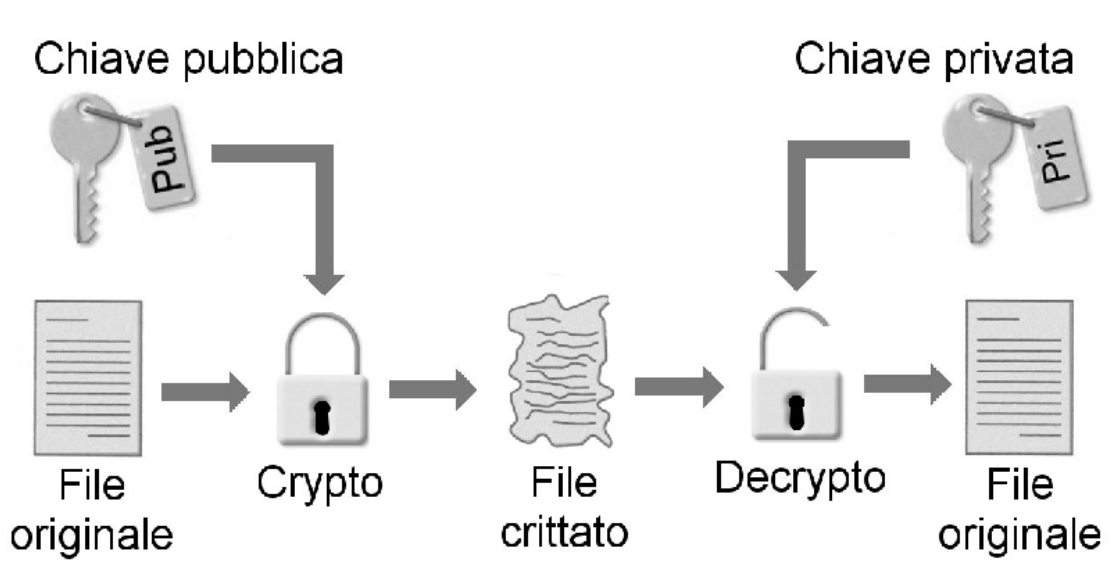 Chiave pubblica
Chiave privata
Pub
Pri
File
originale
Crypto
File
crittato
Decrypto
File
originale